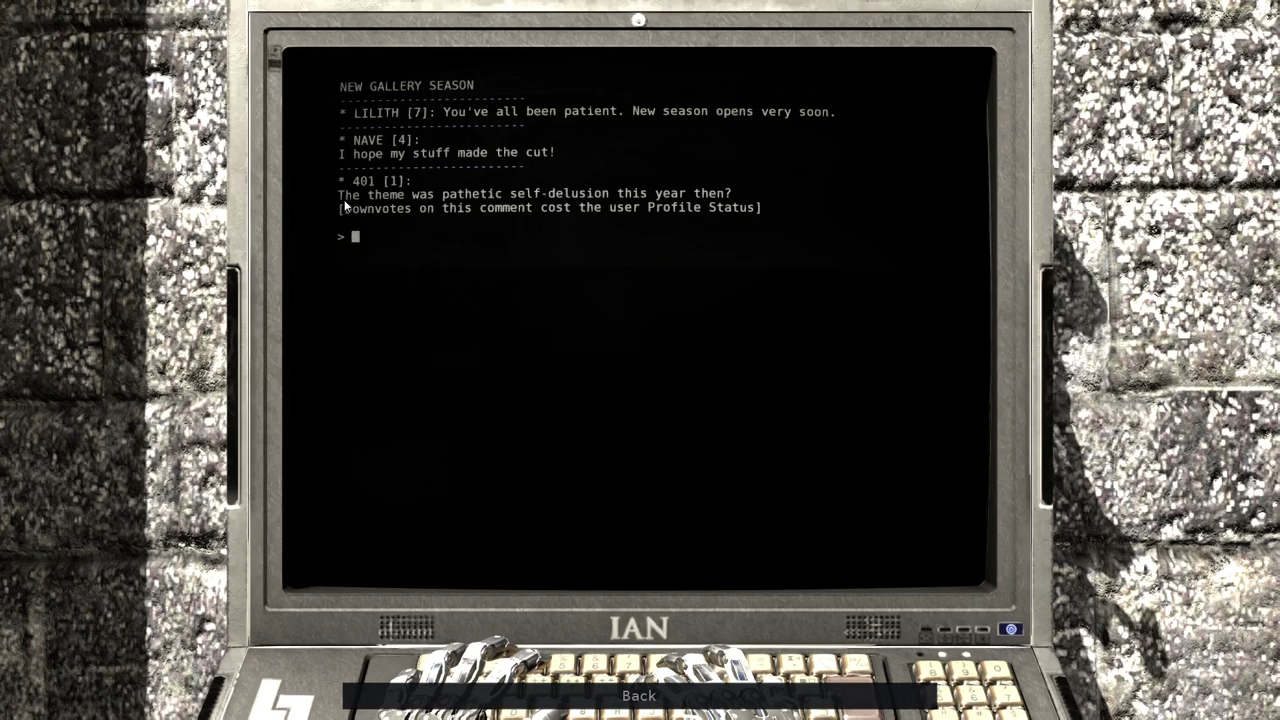 NEW GALLERY SEASON
--------------------------
* LILITH [7]: You've all been patient. New season opens very soon.
--------------------------
* NAVE [4]:
I hope my stuff made the cut!
--------------------------
* 401 [1]:
The theme was pathetic self-delusion this year then?
[Downvotes on this comment cost the user Profile Status]
>
IAN
Back